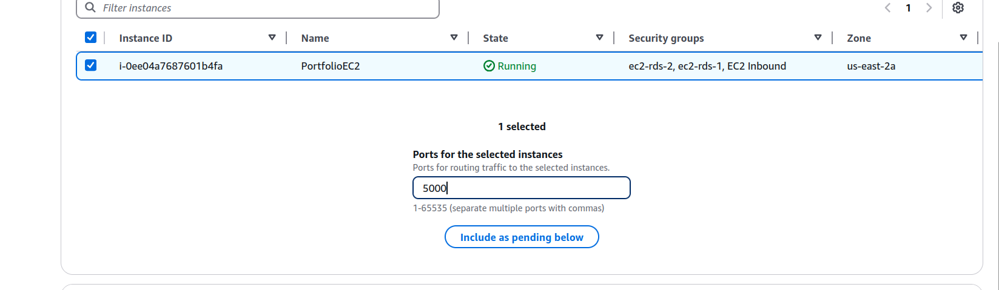 Filter instances
1
Instance ID Name State Security groups Zone
i-0ee04a7687601b4fa PortfolioEC2 Running ec2-rds-2, ec2-rds-1, EC2 Inbound us-east-2a
1 selected
Ports for the selected instances
Ports for routing traffic to the selected instances.
5000
1-65535 (separate multiple ports with commas)
Include as pending below